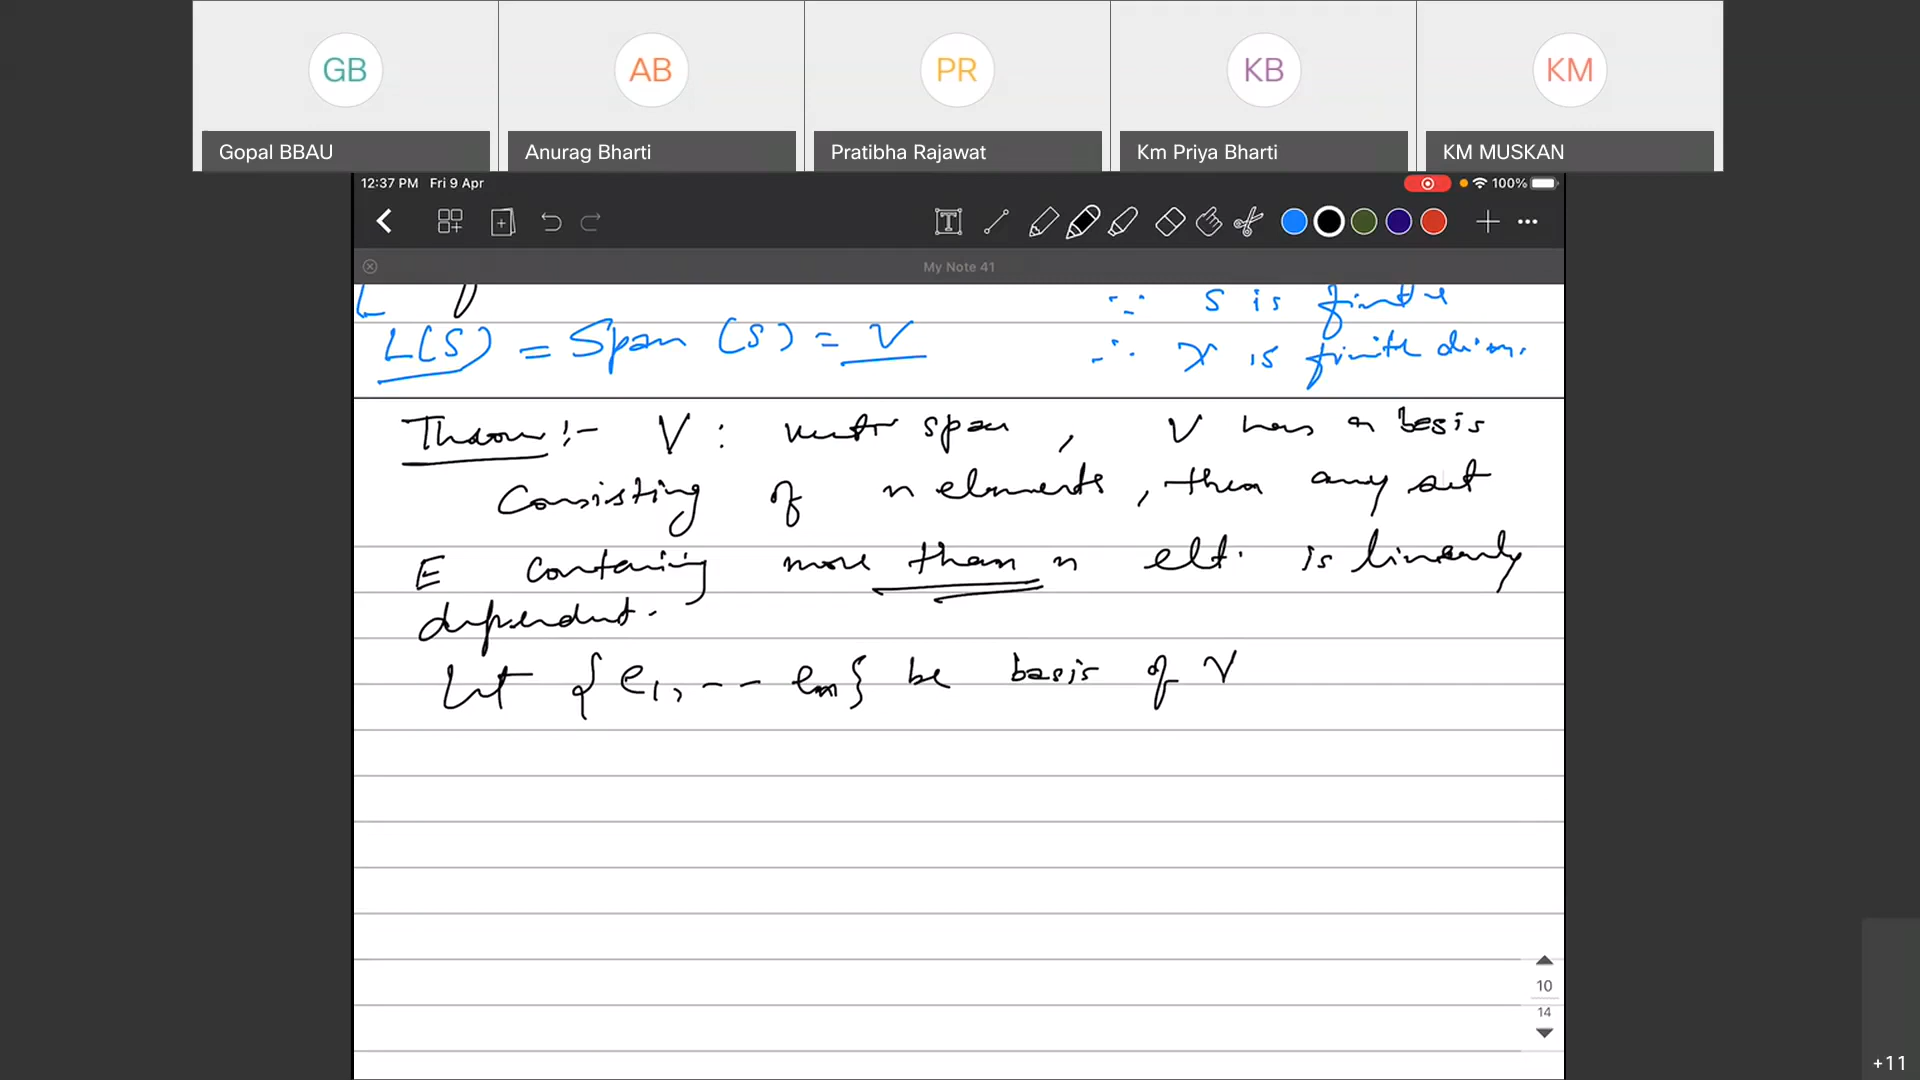 GB AB PR KB KM
Gopal BBAU Anurag Bharti Pratibha Rajawat Km Priya Bharti KM MUSKAN
12:37 PM Fri 9 Apr 100%
My Note 41
∵ S is finite
L(S) = Span (S) = V ∴ V is finite dim.
Theorem :- V : vector space , V has a basis
Consisting of n elements , then any set
E containing more than n elt. is linearly
dependent.
Let {e1, --- en} be basis of V
10
14
+11